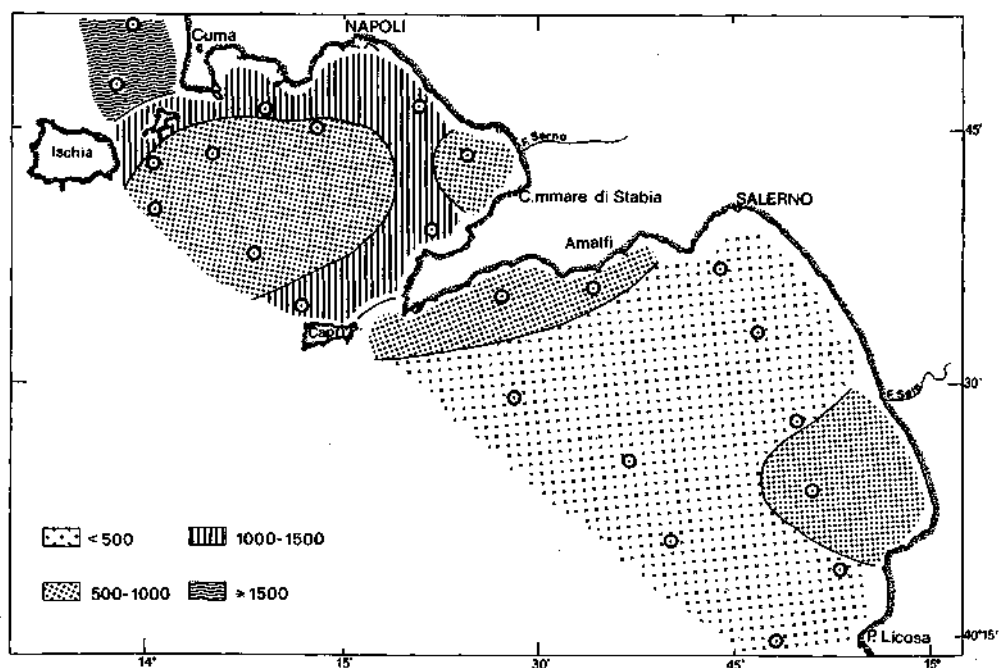 NAPOLI
Cuma
45'
F. Sarno
Ischia
C.mmare di Stabia
SALERNO
Amalfi
Capri
30'
F. Sele
<500
1000-1500
500-1000
>1500
P. Licosa
40°15'
14°
15'
30'
45'
15°